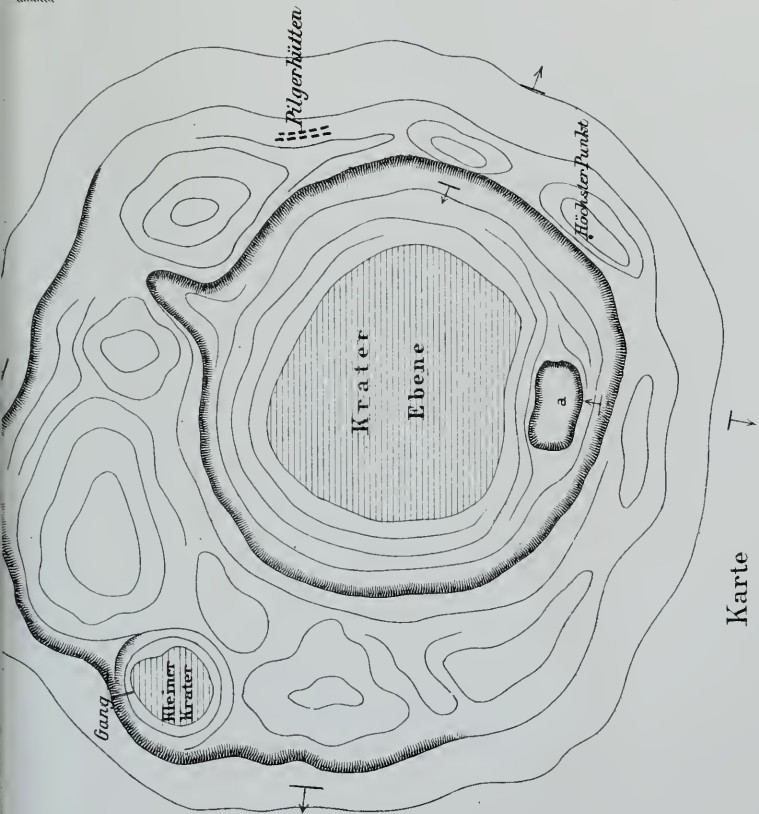 Pilgerhütten
Höchster Punkt
Krater
Ebene
a
Gang
Kleiner
Krater
Karte